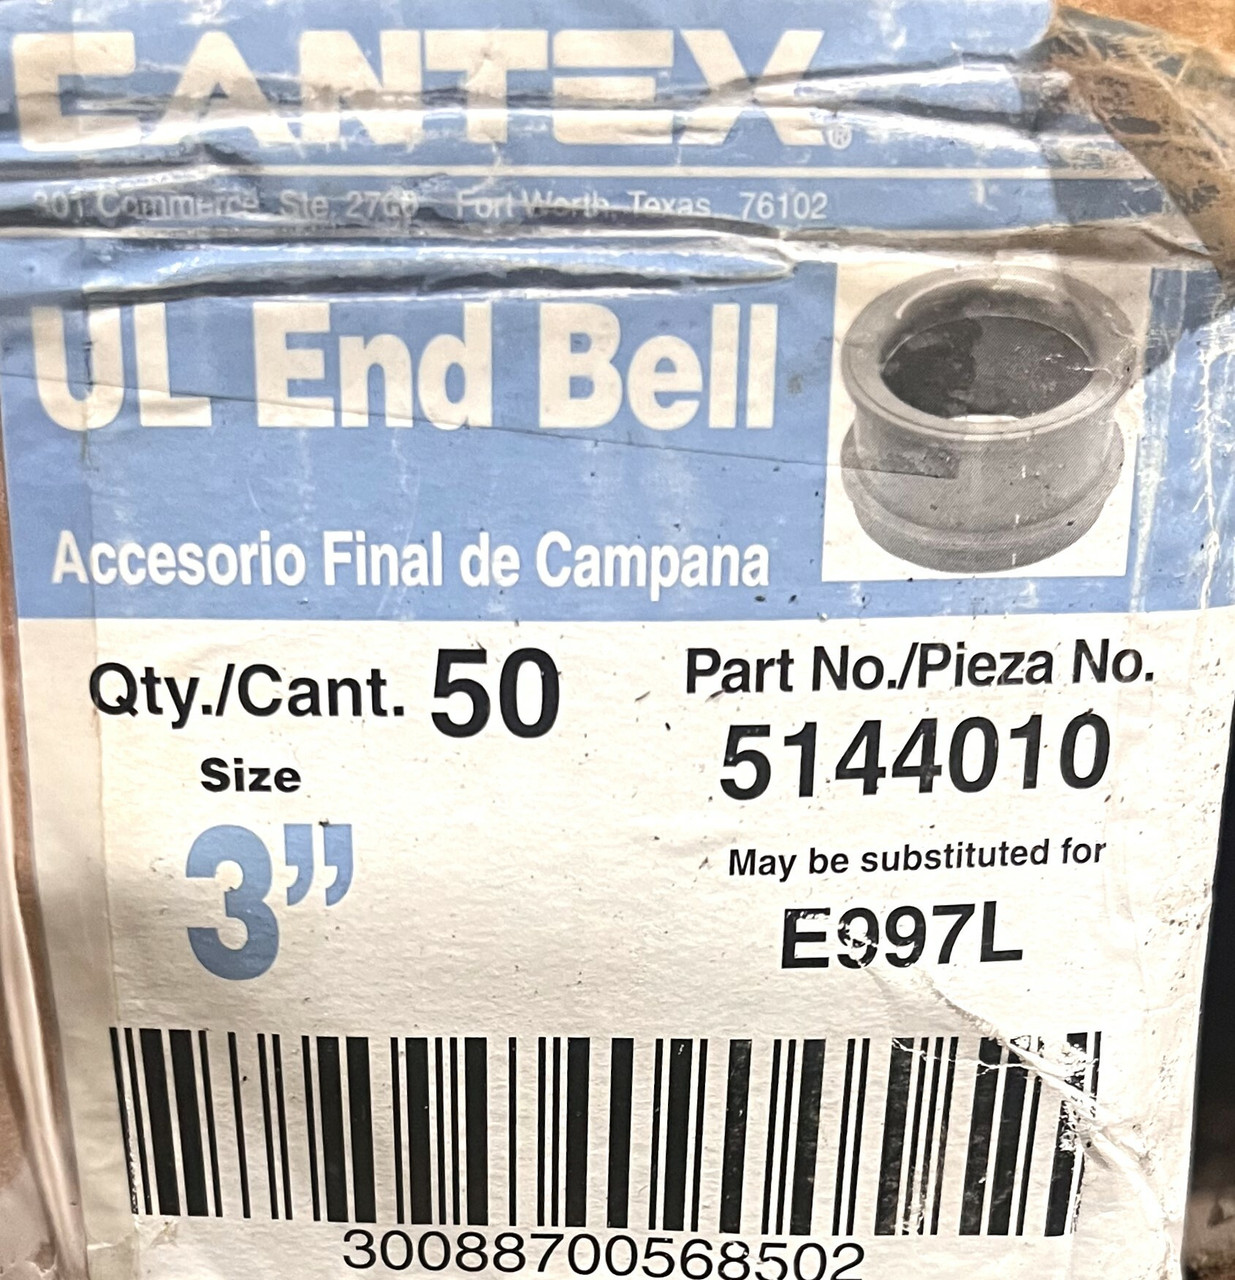 CANTEX®
301 Commerce Ste. 2700 Fort Worth, Texas 76102
UL End Bell
Accesorio Final de Campana
Qty./Cant. 50
Part No./Pieza No.
5144010
Size
3”
May be substituted for
E997L
30088700568502